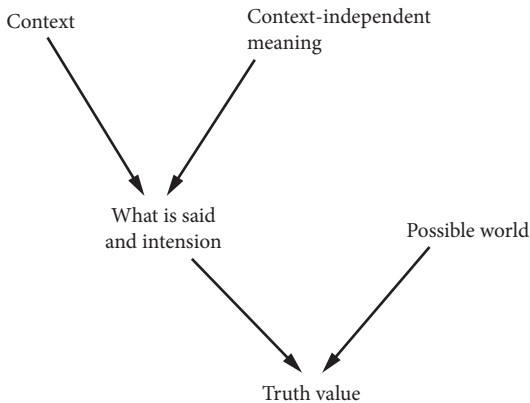 Context
Context-independent
meaning
What is said
and intension
Possible world
Truth value